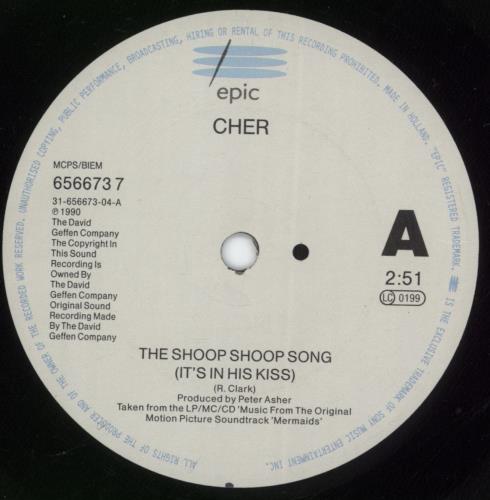 epic
CHER
MCPS/BIEM
656673 7
31-656673-04-A
℗ 1990
The David
Geffen Company
The Copyright In
This Sound
Recording Is
Owned By
The David
Geffen Company
Original Sound
Recording Made
By The David
Geffen Company
A
2:51
LC 0199
THE SHOOP SHOOP SONG
(IT'S IN HIS KISS)
(R. Clark)
Produced by Peter Asher
Taken from the LP/MC/CD 'Music From The Original
Motion Picture Soundtrack 'Mermaids'
ALL RIGHTS OF THE PRODUCER AND OF THE OWNER OF THE RECORDED WORK RESERVED. UNAUTHORISED COPYING, PUBLIC PERFORMANCE, BROADCASTING, HIRING OR RENTAL OF THIS RECORDING PROHIBITED. MADE IN HOLLAND. "EPIC" REGISTERED TRADEMARK. IS THE EXCLUSIVE TRADEMARK OF SONY MUSIC ENTERTAINMENT INC.